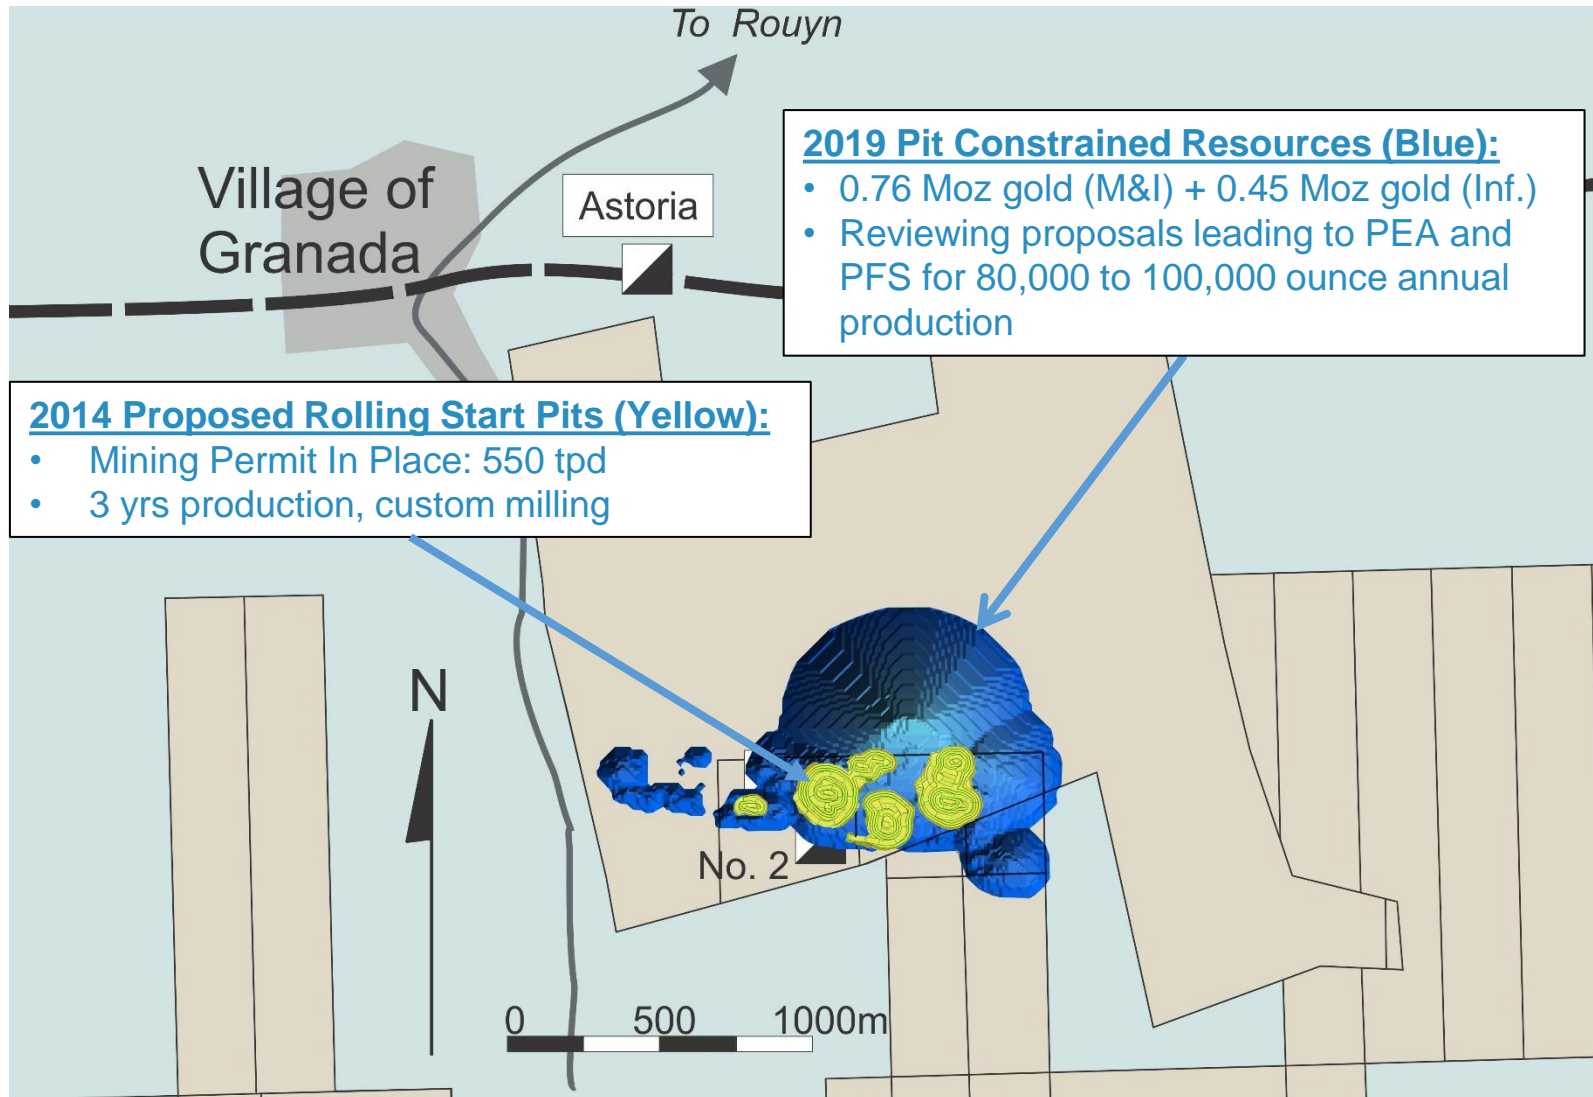 To Rouyn
2019 Pit Constrained Resources (Blue):
• 0.76 Moz gold (M&I) + 0.45 Moz gold (Inf.)
• Reviewing proposals leading to PEA and
PFS for 80,000 to 100,000 ounce annual
production
Village of
Granada
Astoria
2014 Proposed Rolling Start Pits (Yellow):
• Mining Permit In Place: 550 tpd
• 3 yrs production, custom milling
N
No. 2
0 500 1000m